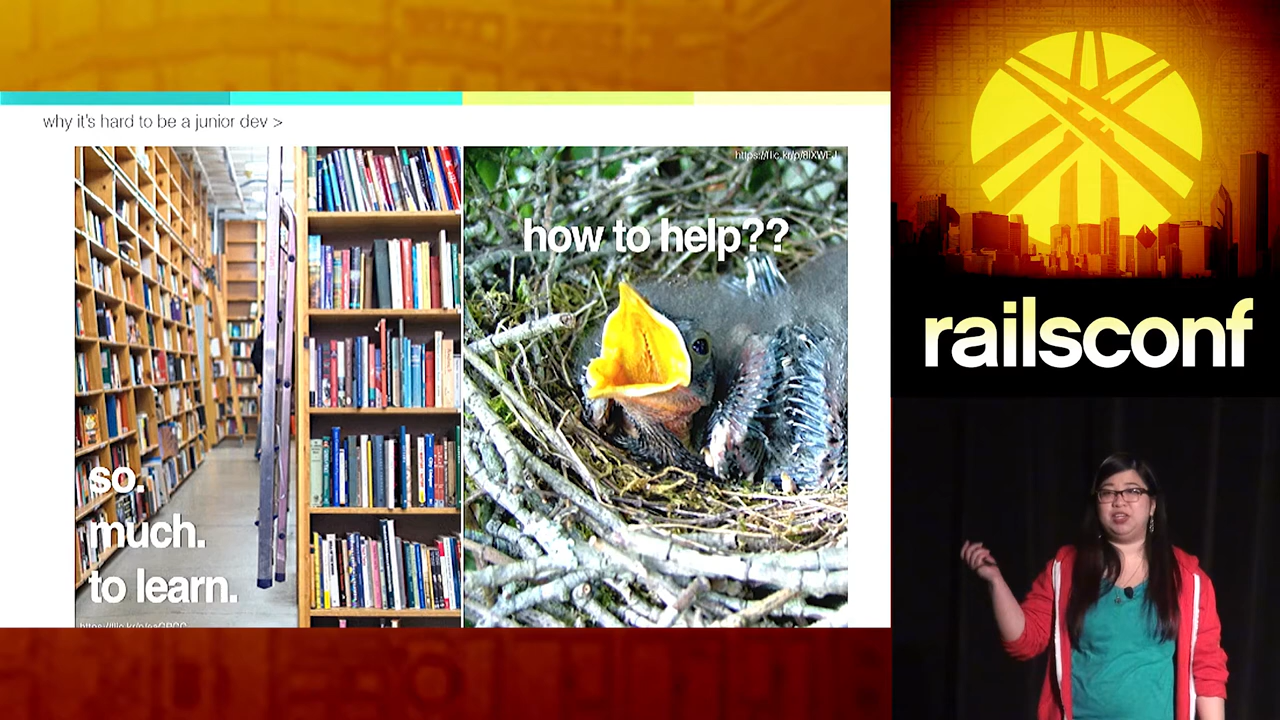 why it's hard to be a junior dev >
how to help??
so.
much.
to learn.
railsconf